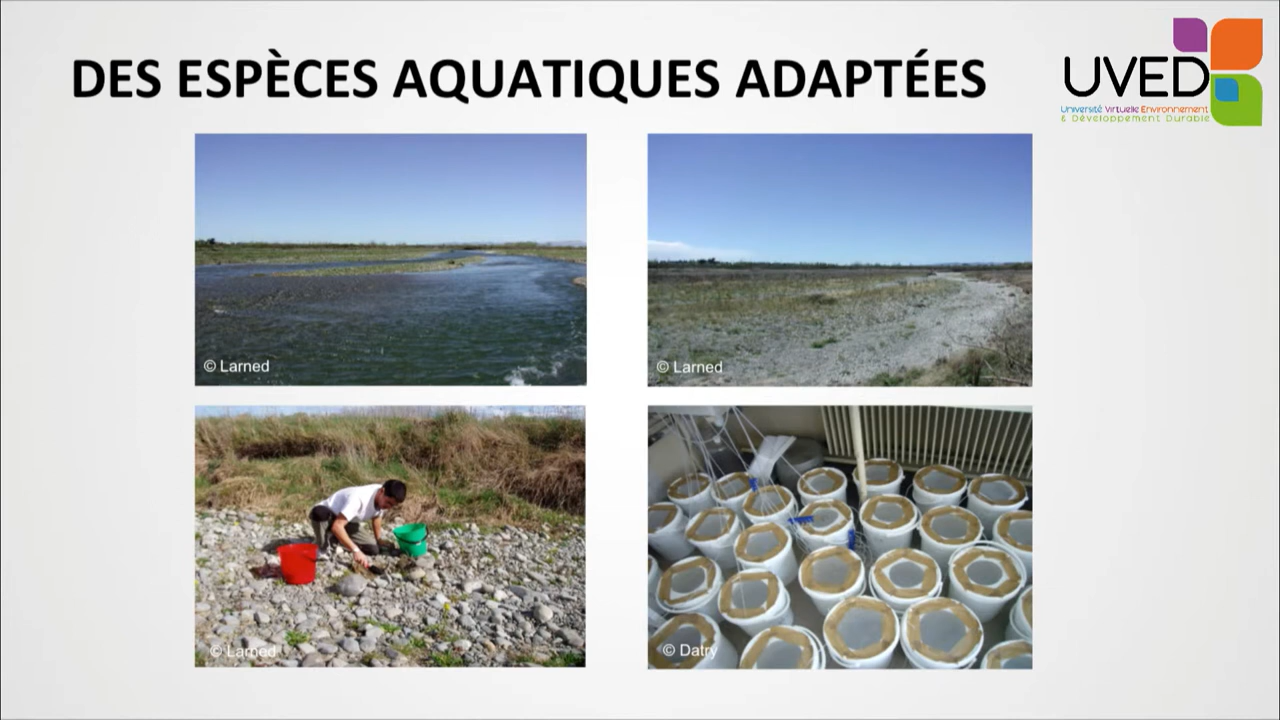 DES ESPÈCES AQUATIQUES ADAPTÉES
UVED
Université Virtuelle Environnement
& Développement Durable
© Larned
© Larned
© Larned
© Datry